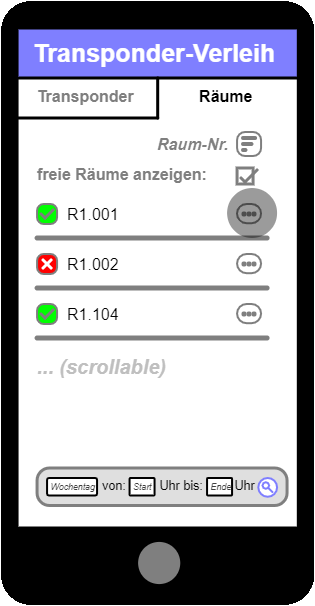 Transponder-Verleih
Transponder Räume
Raum-Nr.
freie Räume anzeigen:
R1.001
R1.002
R1.104
... (scrollable)
Wochentag von: Start Uhr bis: Ende Uhr